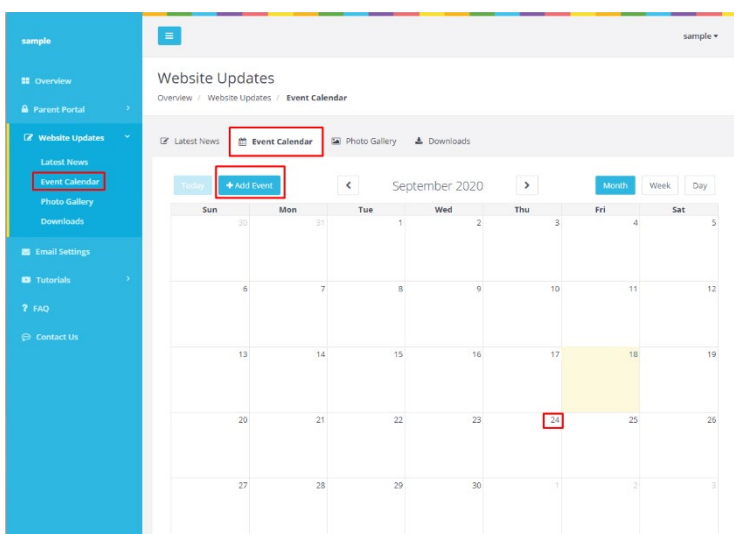 sample
sample
Overview
Parent Portal
Website Updates
Latest News
Event Calendar
Photo Gallery
Downloads
Email Settings
Tutorials
? FAQ
Contact Us
Website Updates
Overview / Website Updates / Event Calendar
Latest News Event Calendar Photo Gallery Downloads
Today + Add Event < September 2020 > Month Week Day
Sun Mon Tue Wed Thu Fri Sat
30 31 1 2 3 4 5
6 7 8 9 10 11 12
13 14 15 16 17 18 19
20 21 22 23 24 25 26
27 28 29 30 1 2 3